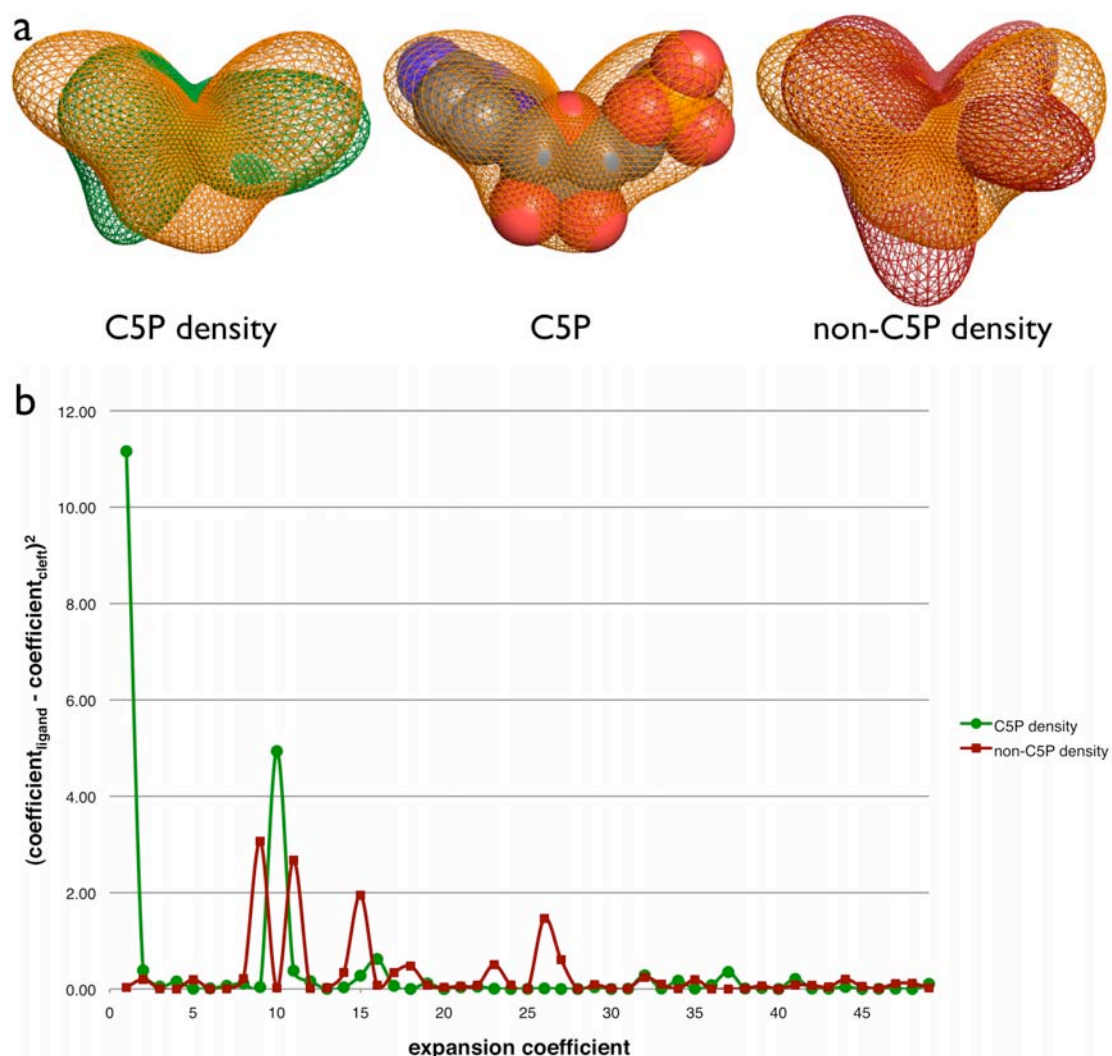 a
C5P density
C5P
non-C5P density
b
12.00
10.00
8.00
6.00
4.00
2.00
0.00
(coefficientligand - coefficientcleft)2
0 5 10 15 20 25 30 35 40 45
expansion coefficient
C5P density
non-C5P density